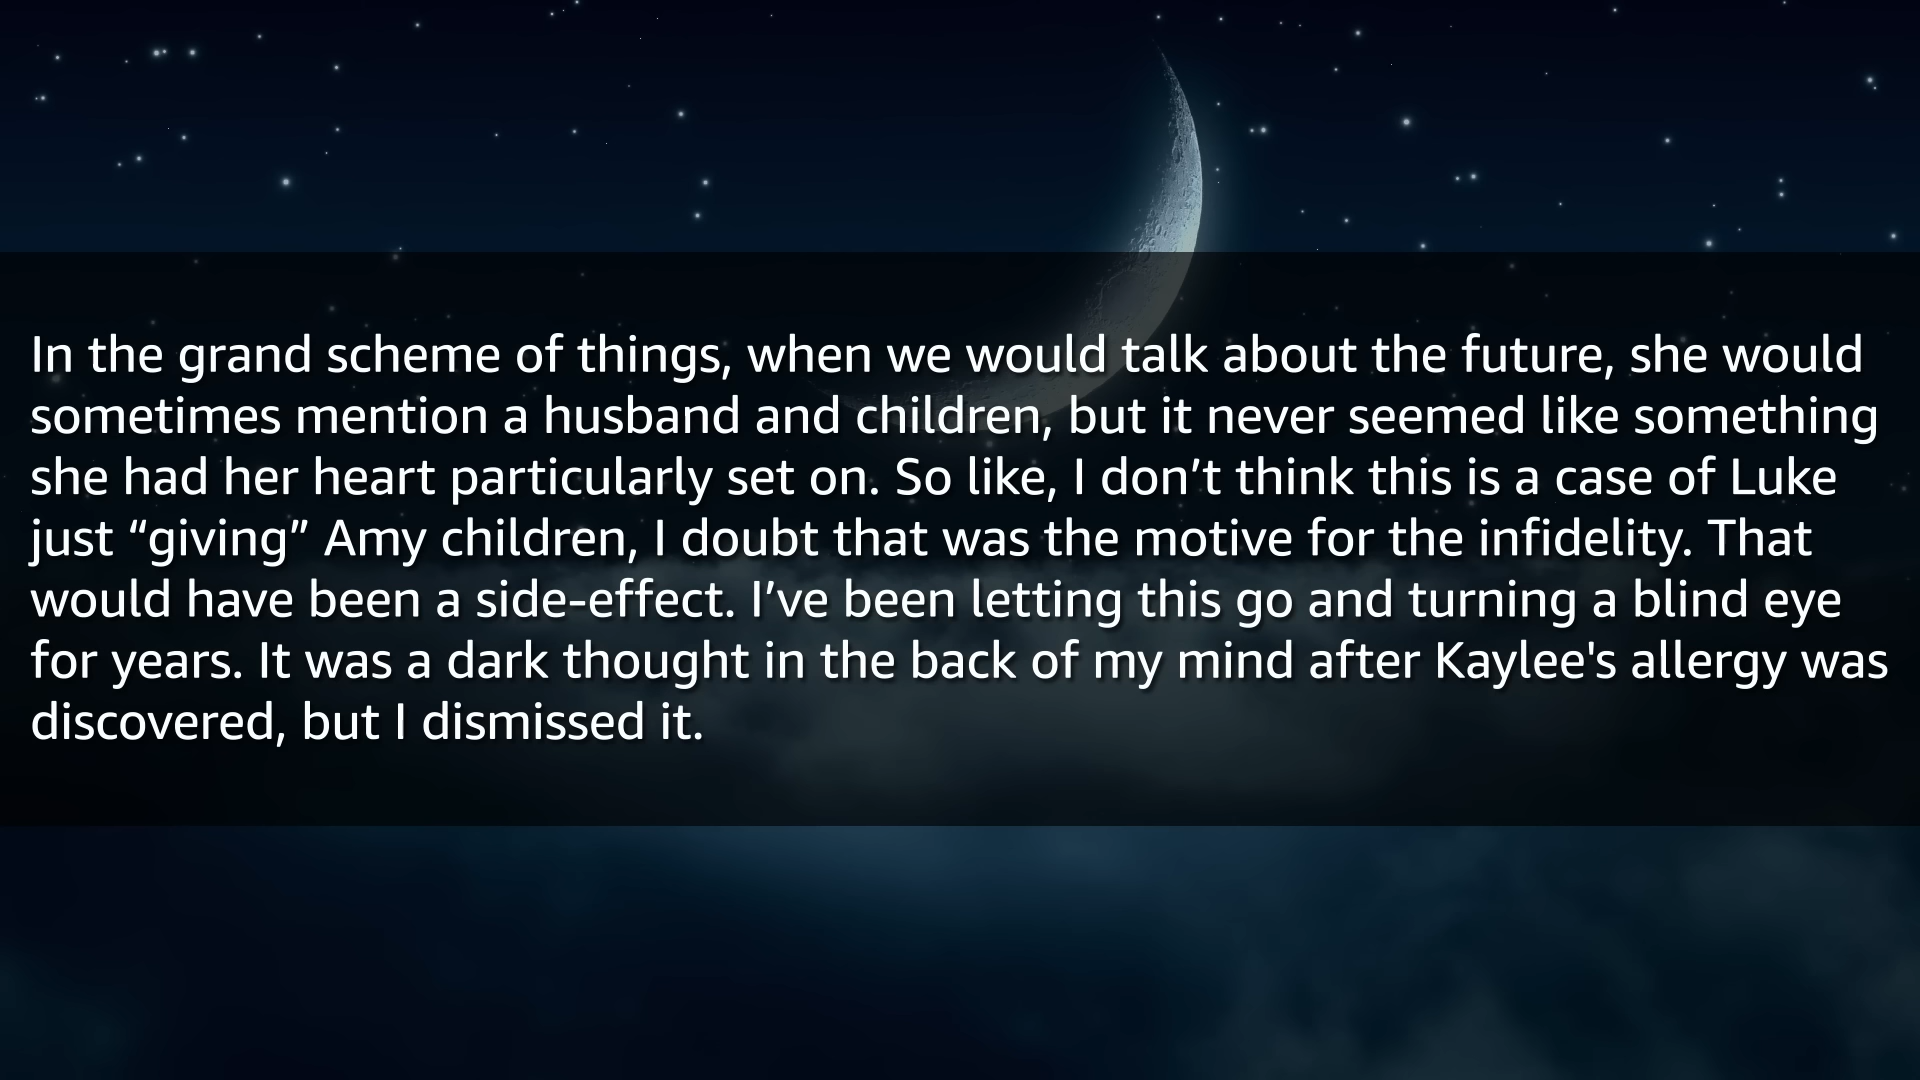 In the grand scheme of things, when we would talk about the future, she would
sometimes mention a husband and children, but it never seemed like something
she had her heart particularly set on. So like, I don’t think this is a case of Luke
just “giving” Amy children, I doubt that was the motive for the infidelity. That
would have been a side-effect. I’ve been letting this go and turning a blind eye
for years. It was a dark thought in the back of my mind after Kaylee's allergy was
discovered, but I dismissed it.